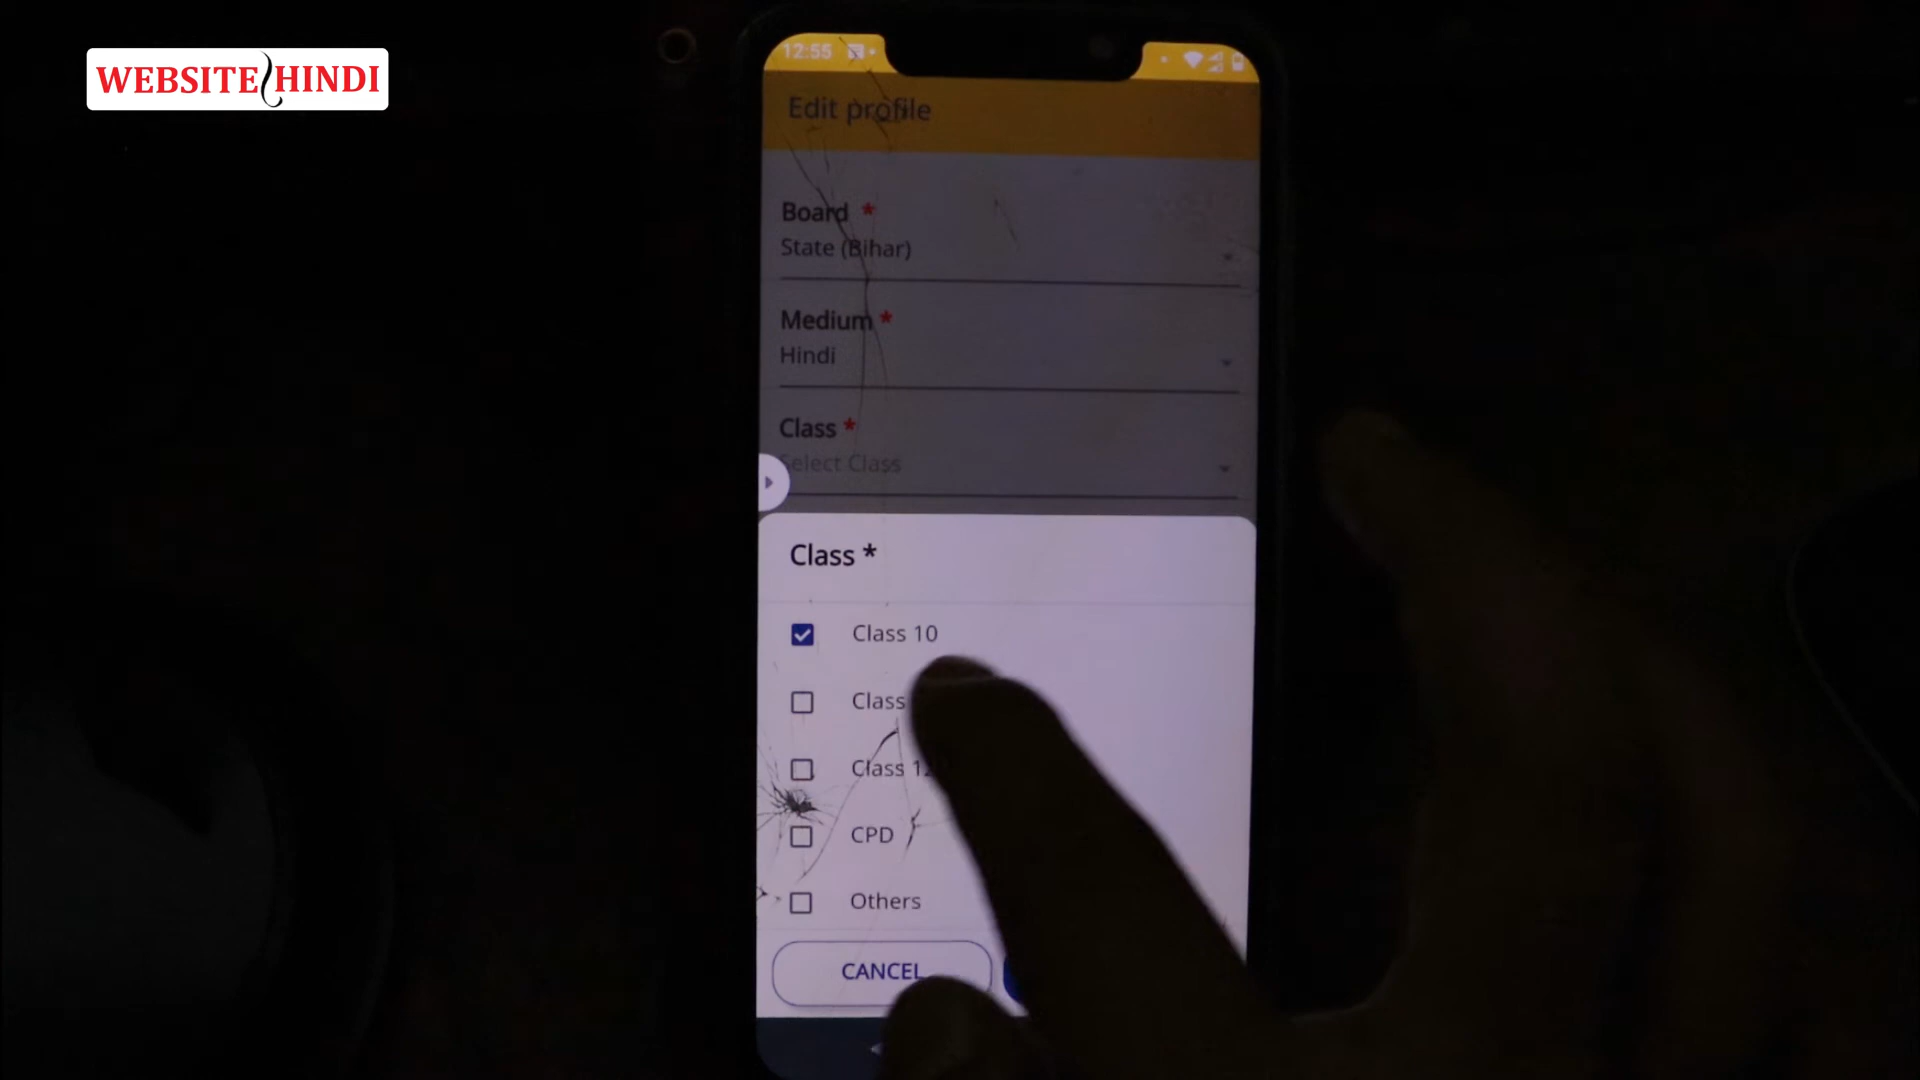 WEBSITE HINDI
12:55
Edit profile
Board *
State (Bihar)
Medium *
Hindi
Class *
Select Class
Class *
Class 10
Class
Class 12
CPD
Others
CANCEL